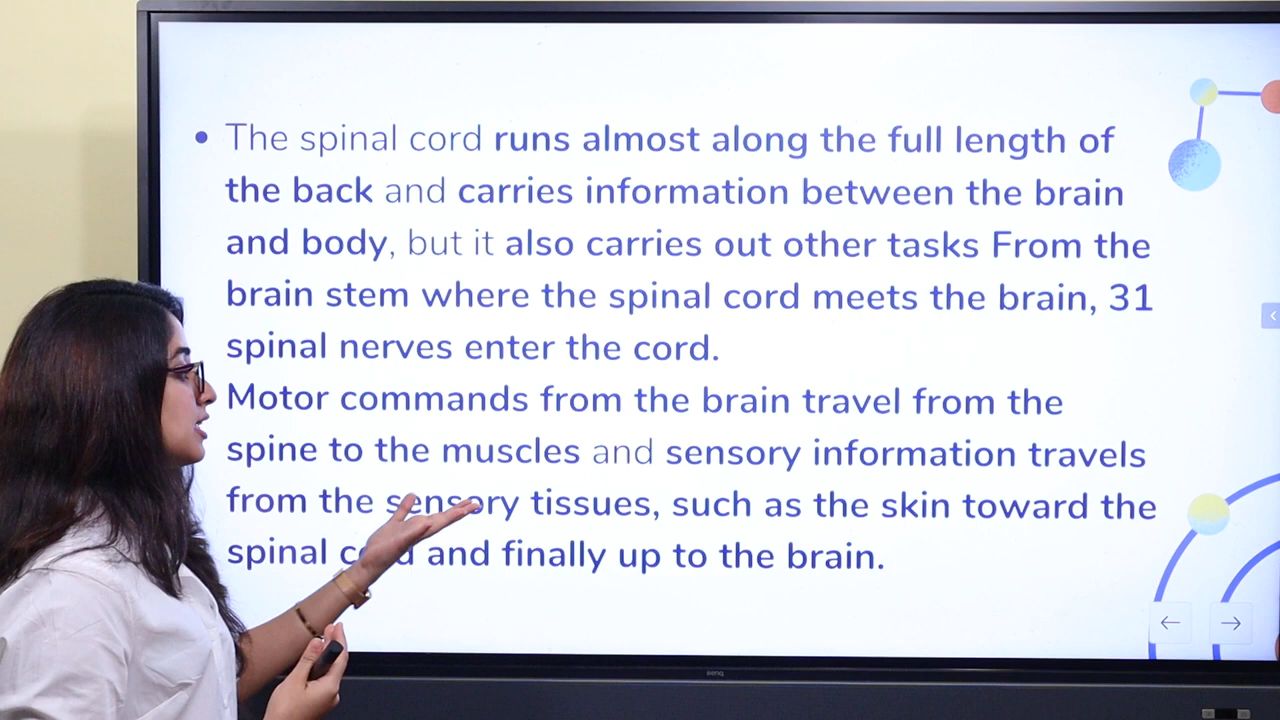 The spinal cord runs almost along the full length of
the back and carries information between the brain
and body, but it also carries out other tasks From the
brain stem where the spinal cord meets the brain, 31
spinal nerves enter the cord.
Motor commands from the brain travel from the
spine to the muscles and sensory information travels
from the sensory tissues, such as the skin toward the
spinal cord and finally up to the brain.
BenQ